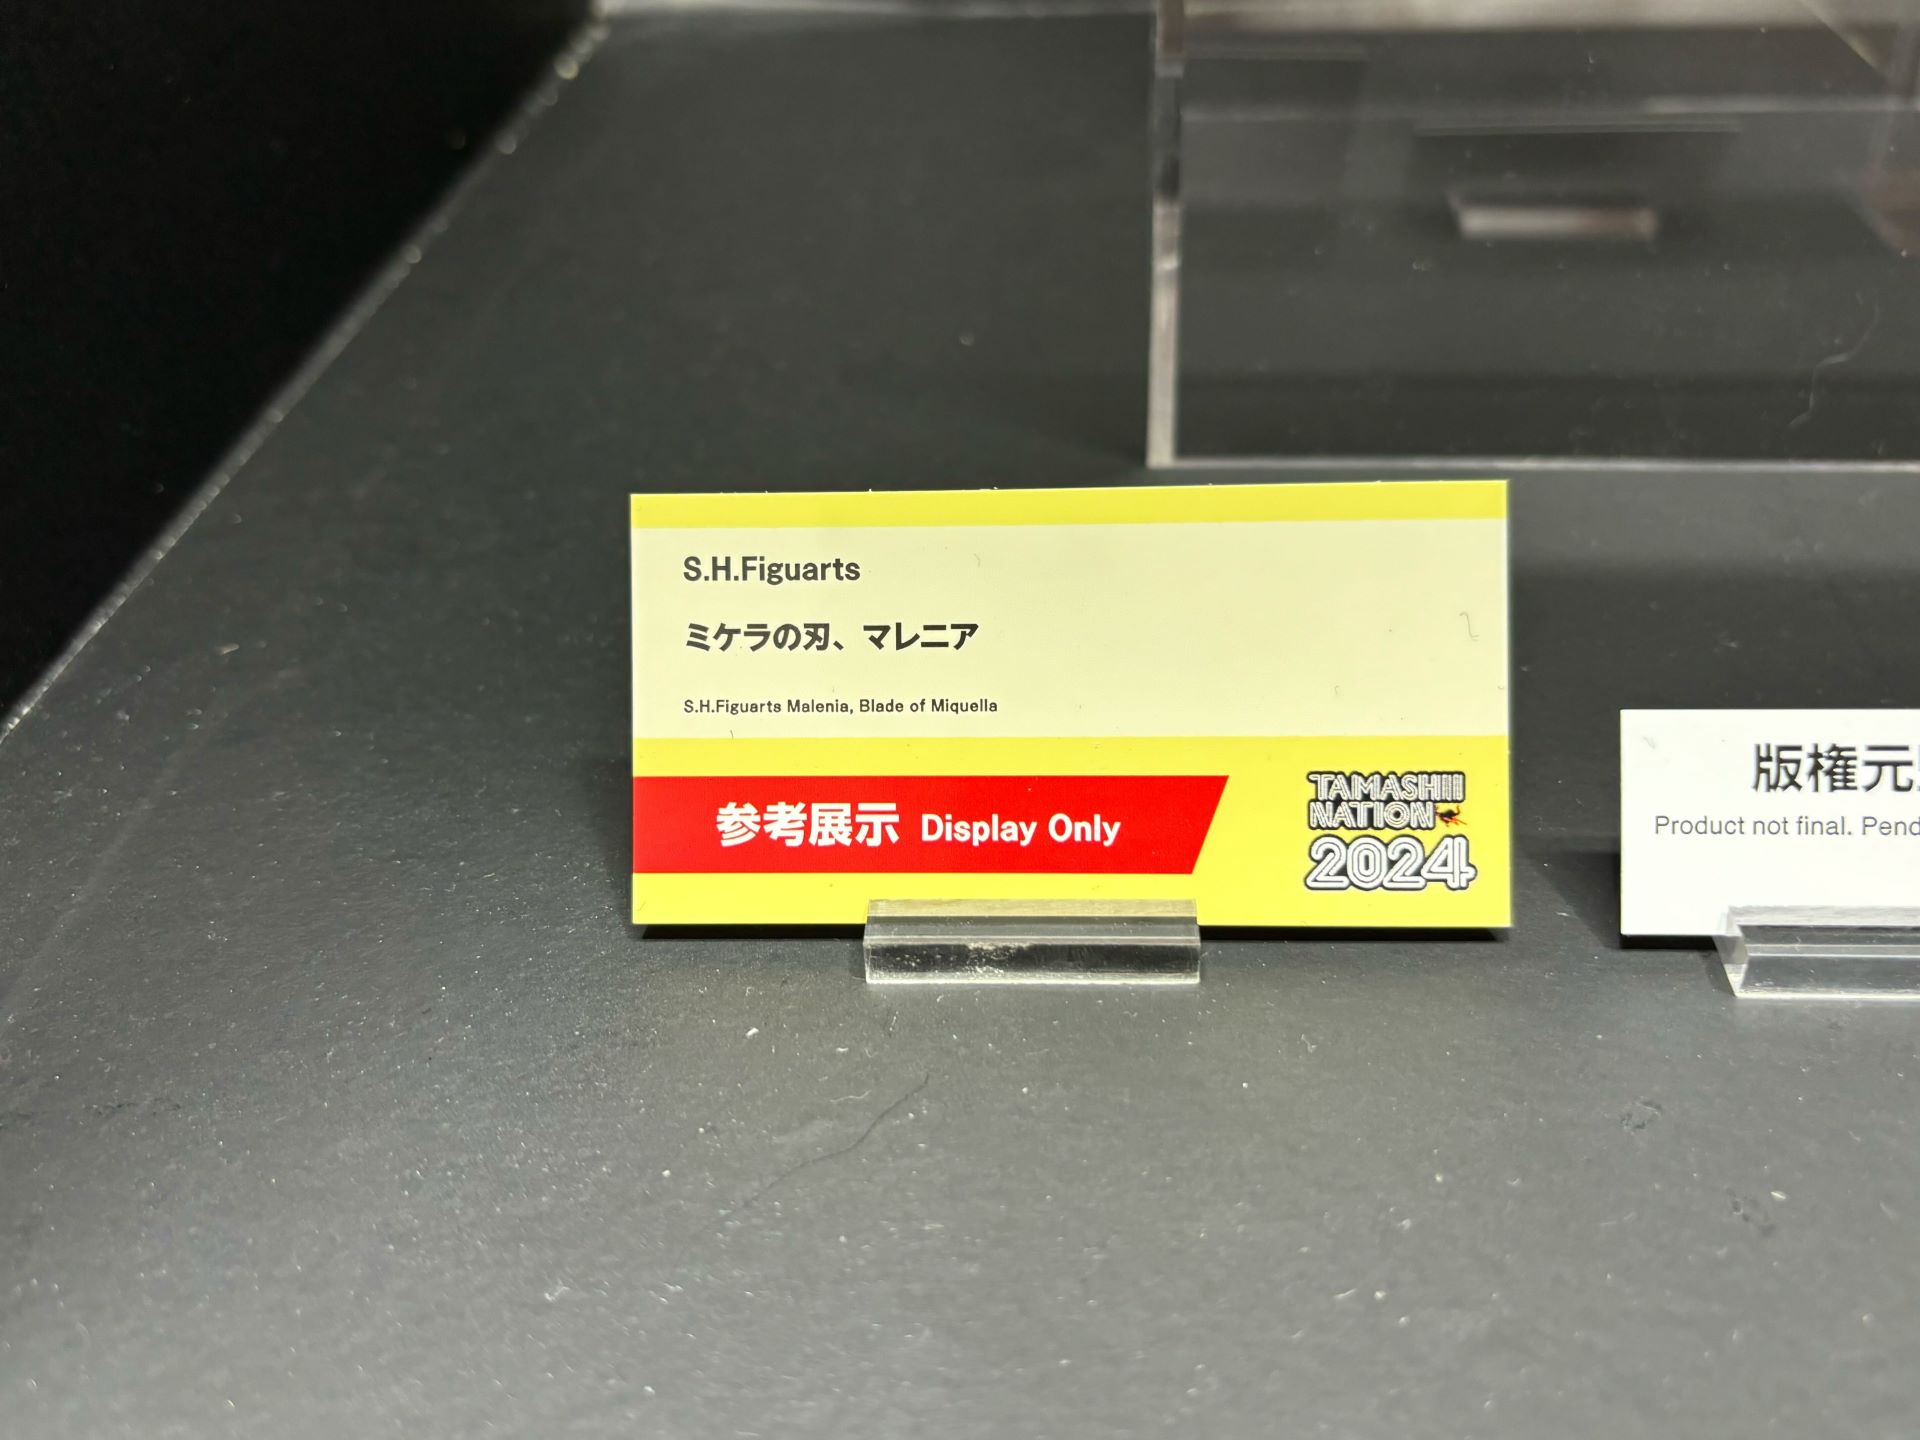 S.H.Figuarts
ミケラの刃、マレニア
S.H.Figuarts Malenia, Blade of Miquella
参考展示 Display Only
TAMASHII
NATION
2024
版権元
Product not final. Pend